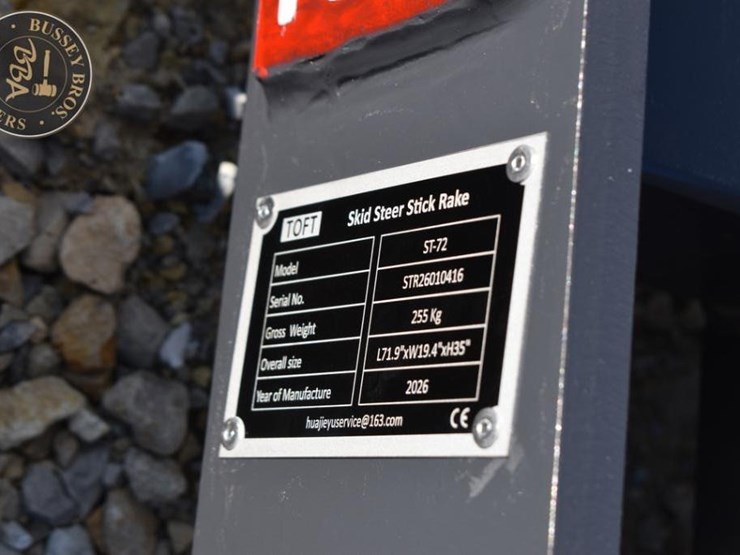 BUSSEY BROS.
BBA
TOFT
Skid Steer Stick Rake
Model ST-72
Serial No. STR26010416
Gross Weight 255 Kg
Overall size L71.9"xW19.4"xH35"
Year of Manufacture 2026
huajieyuservice@163.com CE